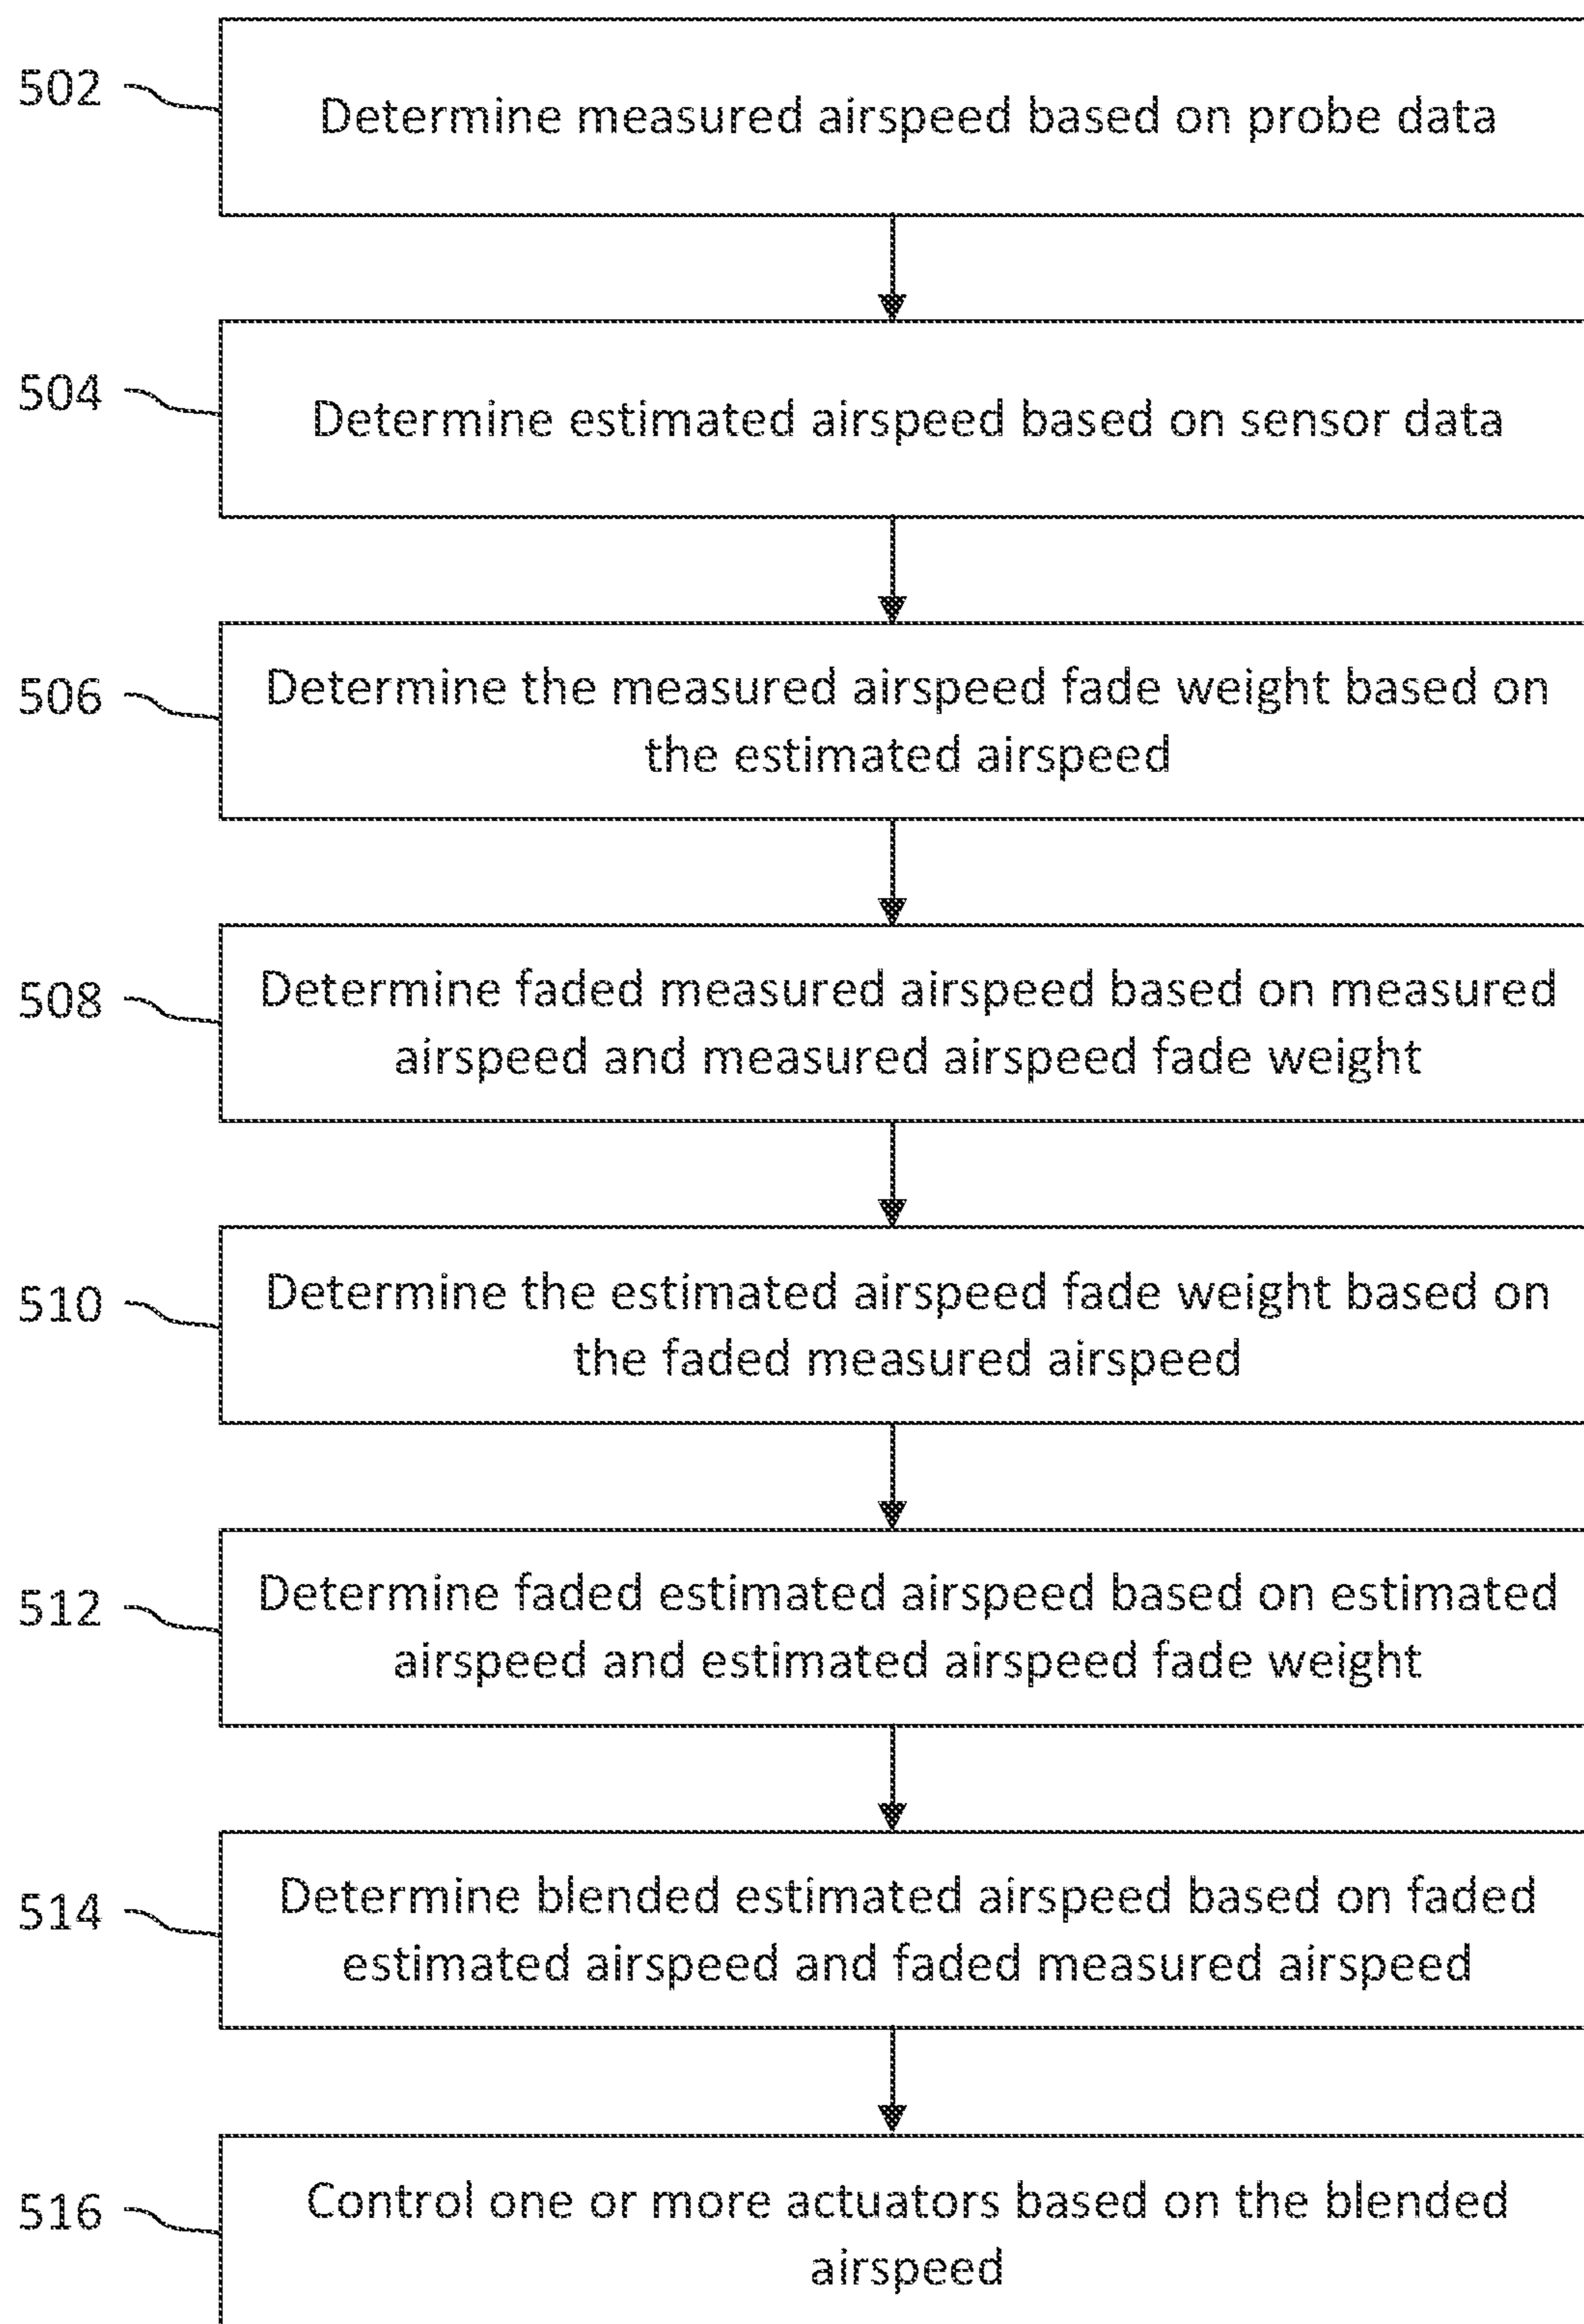 502
Determine measured airspeed based on probe data
504
Determine estimated airspeed based on sensor data
506
Determine the measured airspeed fade weight based on
the estimated airspeed
508
Determine faded measured airspeed based on measured
airspeed and measured airspeed fade weight
510
Determine the estimated airspeed fade weight based on
the faded measured airspeed
512
Determine faded estimated airspeed based on estimated
airspeed and estimated airspeed fade weight
514
Determine blended estimated airspeed based on faded
estimated airspeed and faded measured airspeed
516
Control one or more actuators based on the blended
airspeed